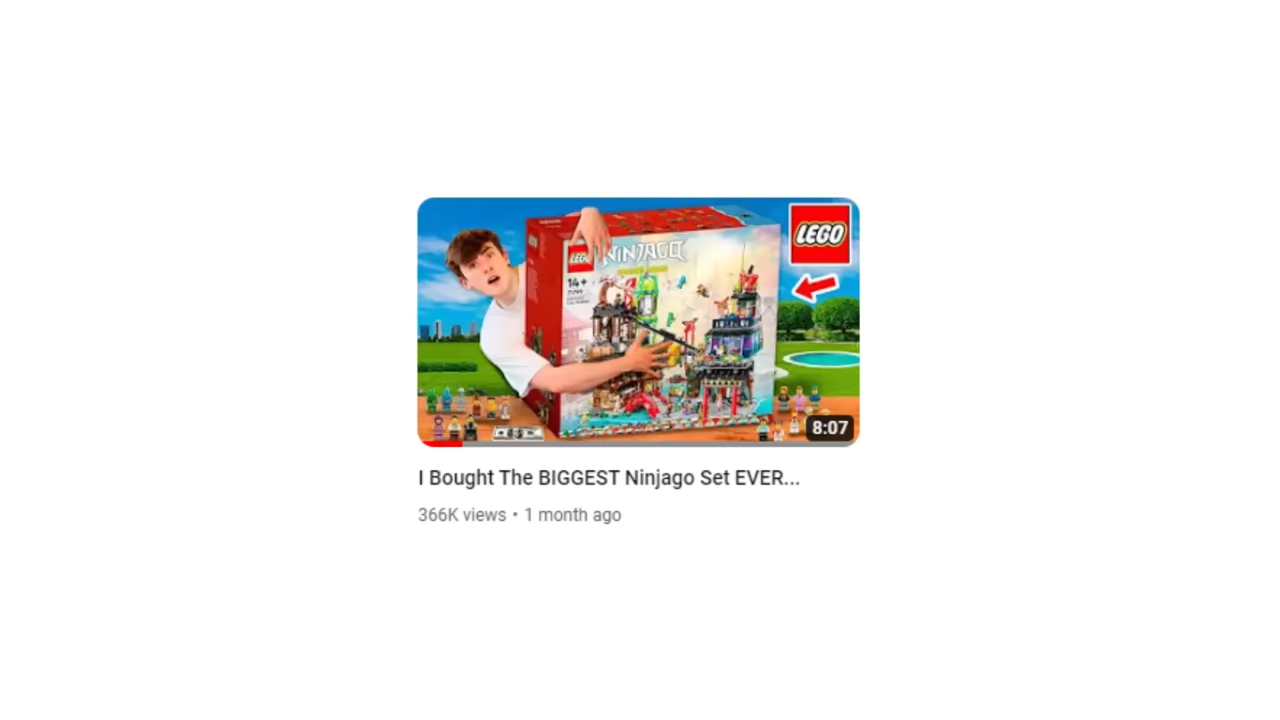 LEGO
LEGO NINJAGO
14+
8:07
I Bought The BIGGEST Ninjago Set EVER...
366K views • 1 month ago